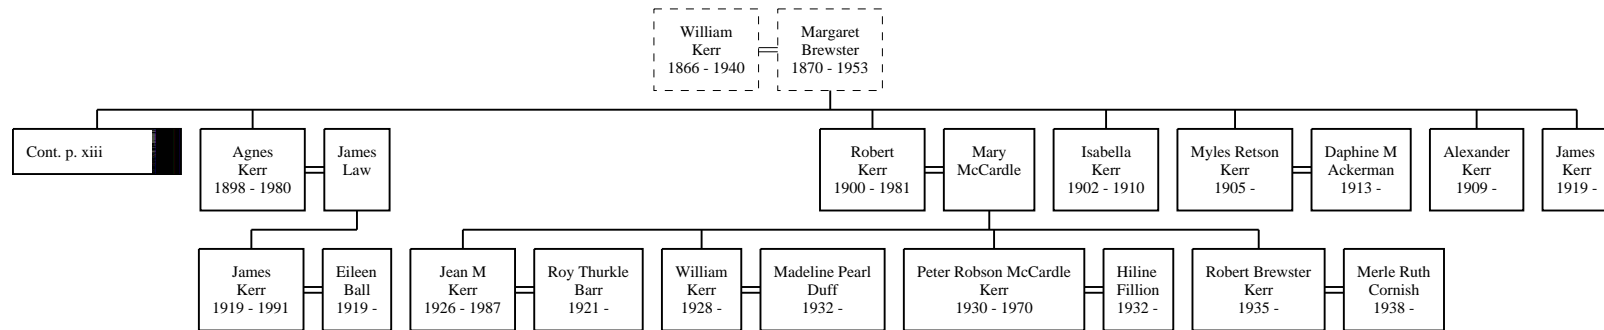 William
Kerr
1866 - 1940
Margaret
Brewster
1870 - 1953
Cont. p. xiii
Agnes
Kerr
1898 - 1980
James
Law
Robert
Kerr
1900 - 1981
Mary
McCardle
Isabella
Kerr
1902 - 1910
Myles Retson
Kerr
1905 -
Daphine M
Ackerman
1913 -
Alexander
Kerr
1909 -
James
Kerr
1919 -
James
Kerr
1919 - 1991
Eileen
Ball
1919 -
Jean M
Kerr
1926 - 1987
Roy Thurkle
Barr
1921 -
William
Kerr
1928 -
Madeline Pearl
Duff
1932 -
Peter Robson McCardle
Kerr
1930 - 1970
Hiline
Fillion
1932 -
Robert Brewster
Kerr
1935 -
Merle Ruth
Cornish
1938 -